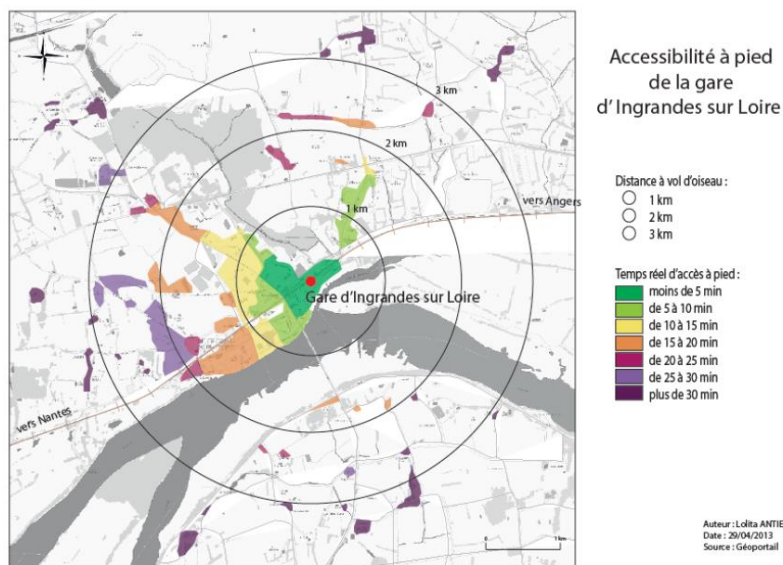 Accessibilité à pied
de la gare
d'Ingrandes sur Loire
3 km
2 km
1 km
vers Angers
Gare d'Ingrandes sur Loire
vers Nantes
1 km
Distance à vol d'oiseau :
1 km
2 km
3 km
Temps réel d'accès à pied :
moins de 5 min
de 5 à 10 min
de 10 à 15 min
de 15 à 20 min
de 20 à 25 min
de 25 à 30 min
plus de 30 min
Auteur : Lolita ANTIE
Date : 29/04/2013
Source : Géoportail